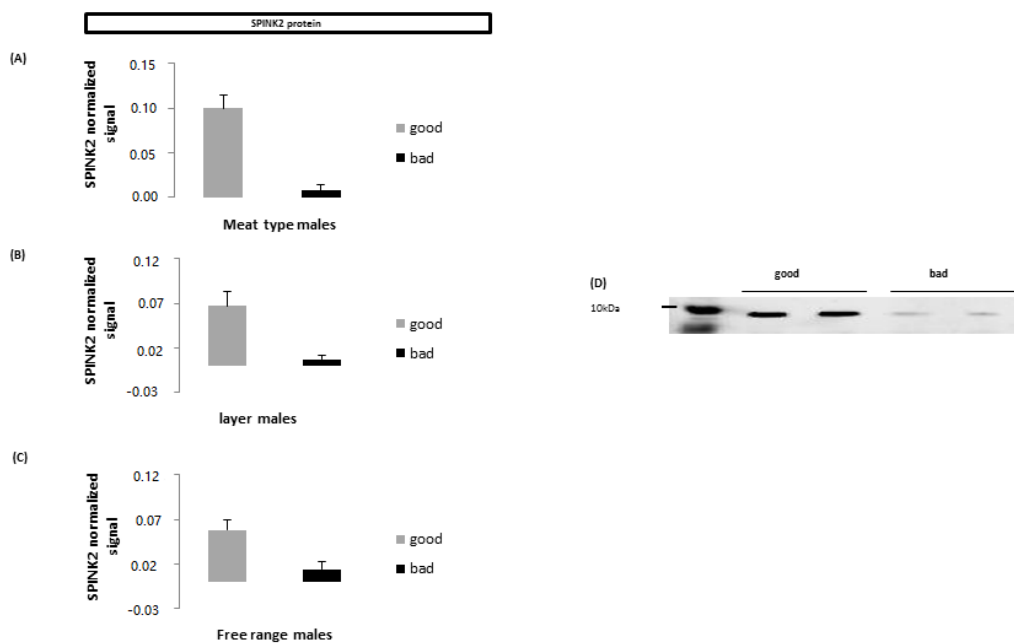 SPINK2 protein
(A)
SPINK2 normalized
signal
0.15
0.10
0.05
0.00
good
bad
Meat type males
(B)
SPINK2 normalized
signal
0.12
0.07
0.02
-0.03
good
bad
layer males
(C)
SPINK2 normalized
signal
0.12
0.07
0.02
-0.03
good
bad
Free range males
(D)
good bad
10kDa